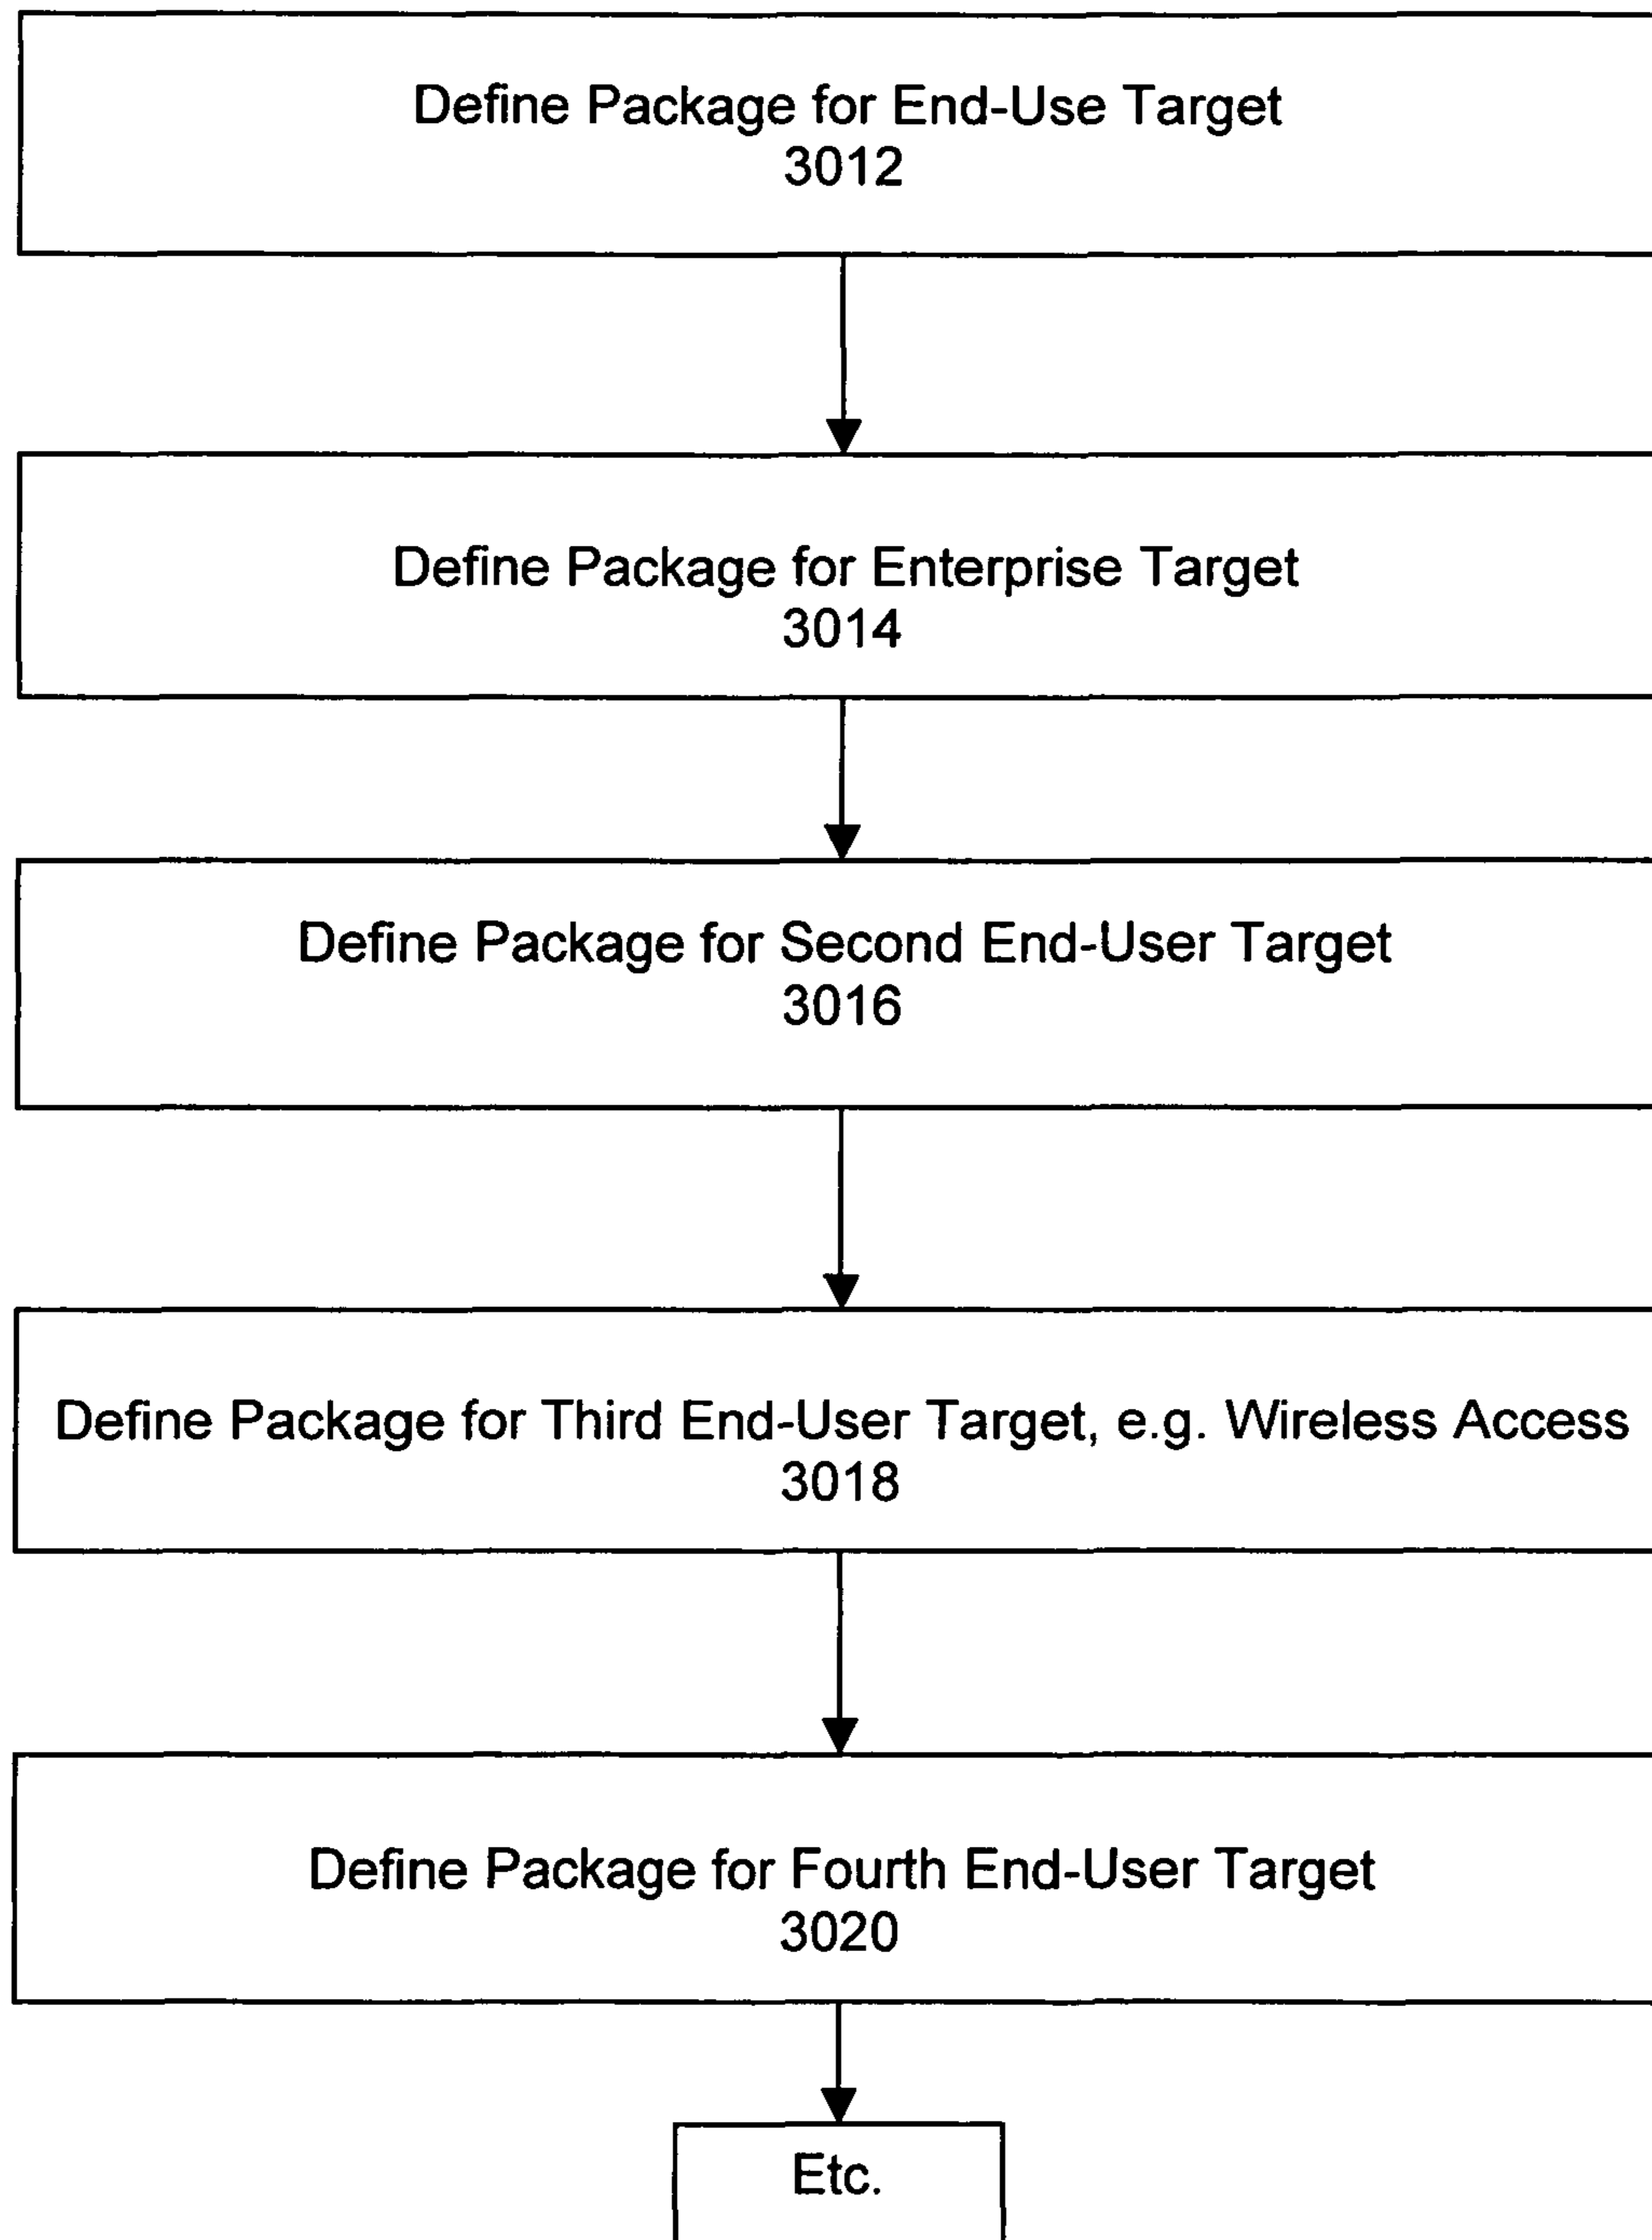 Define Package for End-Use Target
3012
Define Package for Enterprise Target
3014
Define Package for Second End-User Target
3016
Define Package for Third End-User Target, e.g. Wireless Access
3018
Define Package for Fourth End-User Target
3020
Etc.